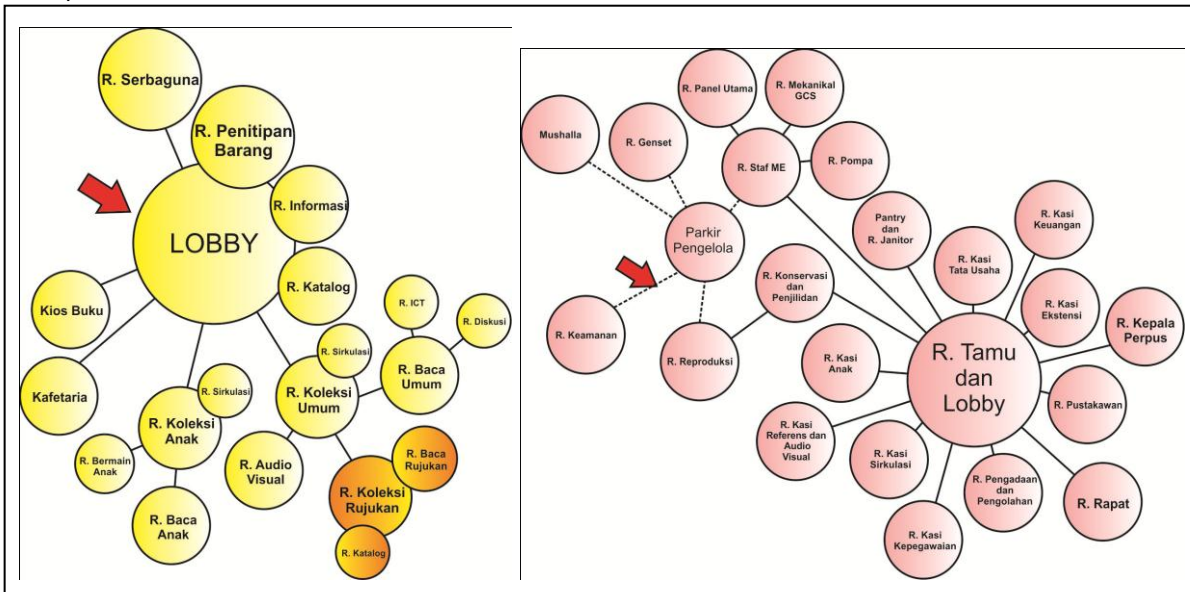 R. Serbaguna
R. Penitipan
Barang
R. Informasi
LOBBY
R. Katalog
Kios Buku
R. ICT
R. Diskusi
R. Sirkulasi
R. Baca
Umum
Kafetaria
R. Sirkulasi
R. Koleksi
Umum
R. Koleksi
Anak
R. Bermain
Anak
R. Audio
Visual
R. Baca
Rujukan
R. Koleksi
Rujukan
R. Baca
Anak
R. Katalog
R. Panel Utama
R. Mekanikal
GCS
Mushalla
R. Genset
R. Staf ME
R. Pompa
Parkir
Pengelola
Pantry
dan
R. Janitor
R. Kasi
Keuangan
R. Kasi
Tata Usaha
R. Konservasi
dan
Penjilidan
R. Kasi
Ekstensi
R. Kepala
Perpus
R. Keamanan
R. Reproduksi
R. Kasi
Anak
R. Tamu
dan
Lobby
R. Pustakawan
R. Kasi
Referens dan
Audio
Visual
R. Kasi
Sirkulasi
R. Pengadaan
dan
Pengolahan
R. Rapat
R. Kasi
Kepegawaian